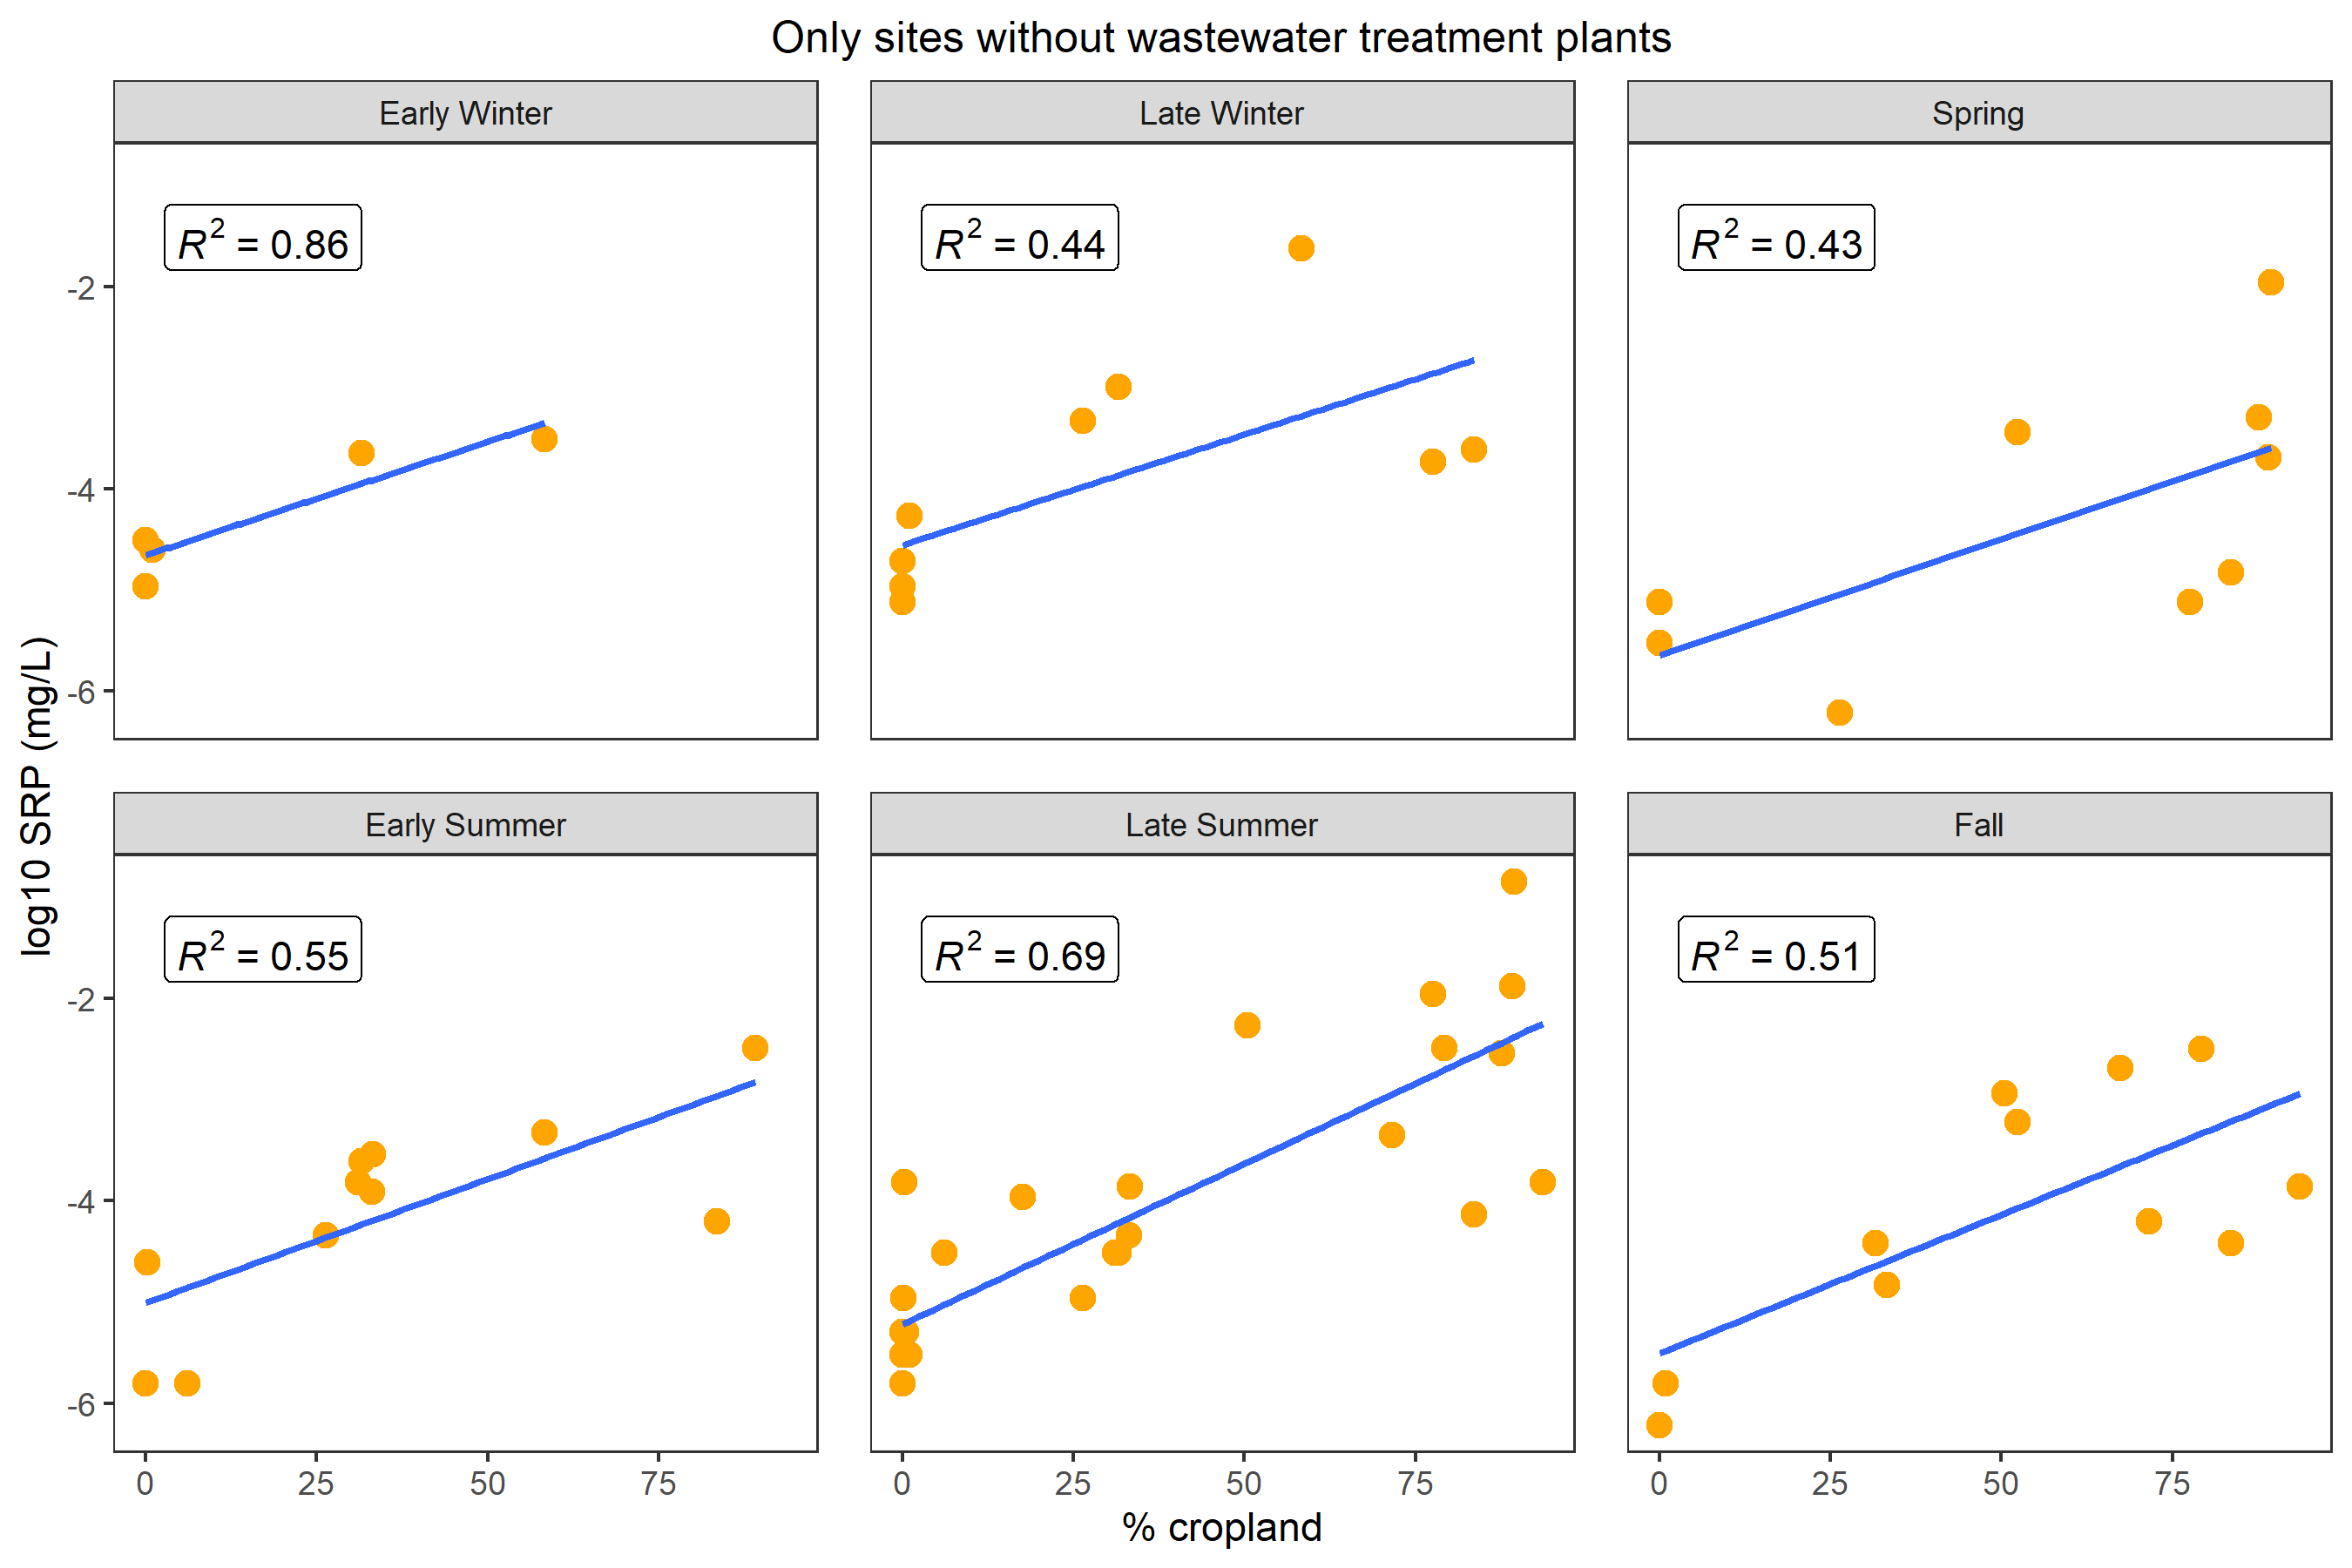 Only sites without wastewater treatment plants
Early Winter
Late Winter
Spring
R² = 0.86
R² = 0.44
R² = 0.43
-2
-4
-6
log10 SRP (mg/L)
Early Summer
Late Summer
Fall
R² = 0.55
R² = 0.69
R² = 0.51
-2
-4
-6
0 25 50 75
0 25 50 75
0 25 50 75
% cropland